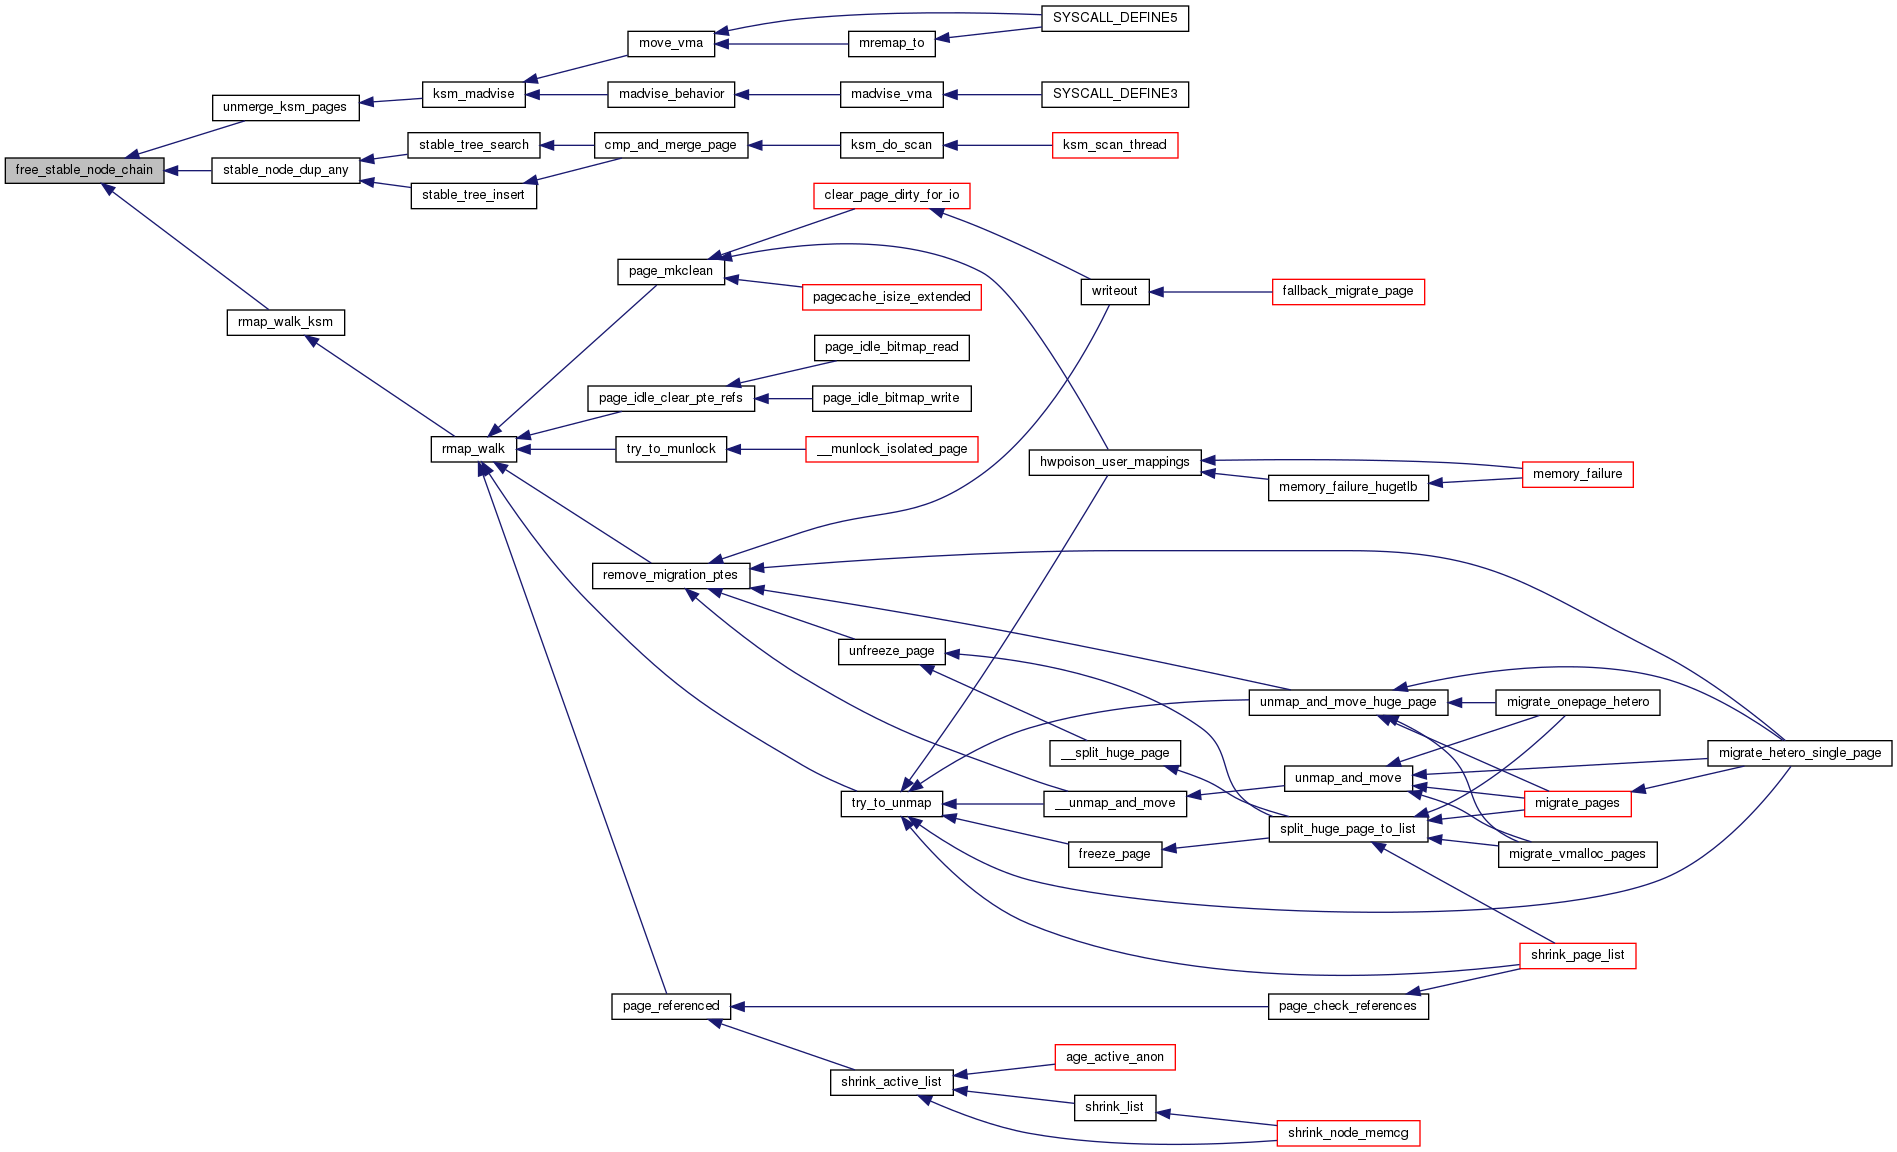 SYSCALL_DEFINE5
move_vma
mremap_to
ksm_madvise
madvise_behavior
madvise_vma
SYSCALL_DEFINE3
unmerge_ksm_pages
stable_tree_search
cmp_and_merge_page
ksm_do_scan
ksm_scan_thread
free_stable_node_chain
stable_node_dup_any
stable_tree_insert
clear_page_dirty_for_io
page_mkclean
pagecache_isize_extended
writeout
fallback_migrate_page
rmap_walk_ksm
page_idle_bitmap_read
page_idle_clear_pte_refs
page_idle_bitmap_write
rmap_walk
try_to_munlock
__munlock_isolated_page
hwpoison_user_mappings
memory_failure
memory_failure_hugetlb
remove_migration_ptes
unfreeze_page
unmap_and_move_huge_page
migrate_onepage_hetero
__split_huge_page
migrate_hetero_single_page
unmap_and_move
try_to_unmap
__unmap_and_move
migrate_pages
split_huge_page_to_list
freeze_page
migrate_vmalloc_pages
shrink_page_list
page_referenced
page_check_references
age_active_anon
shrink_active_list
shrink_list
shrink_node_memcg